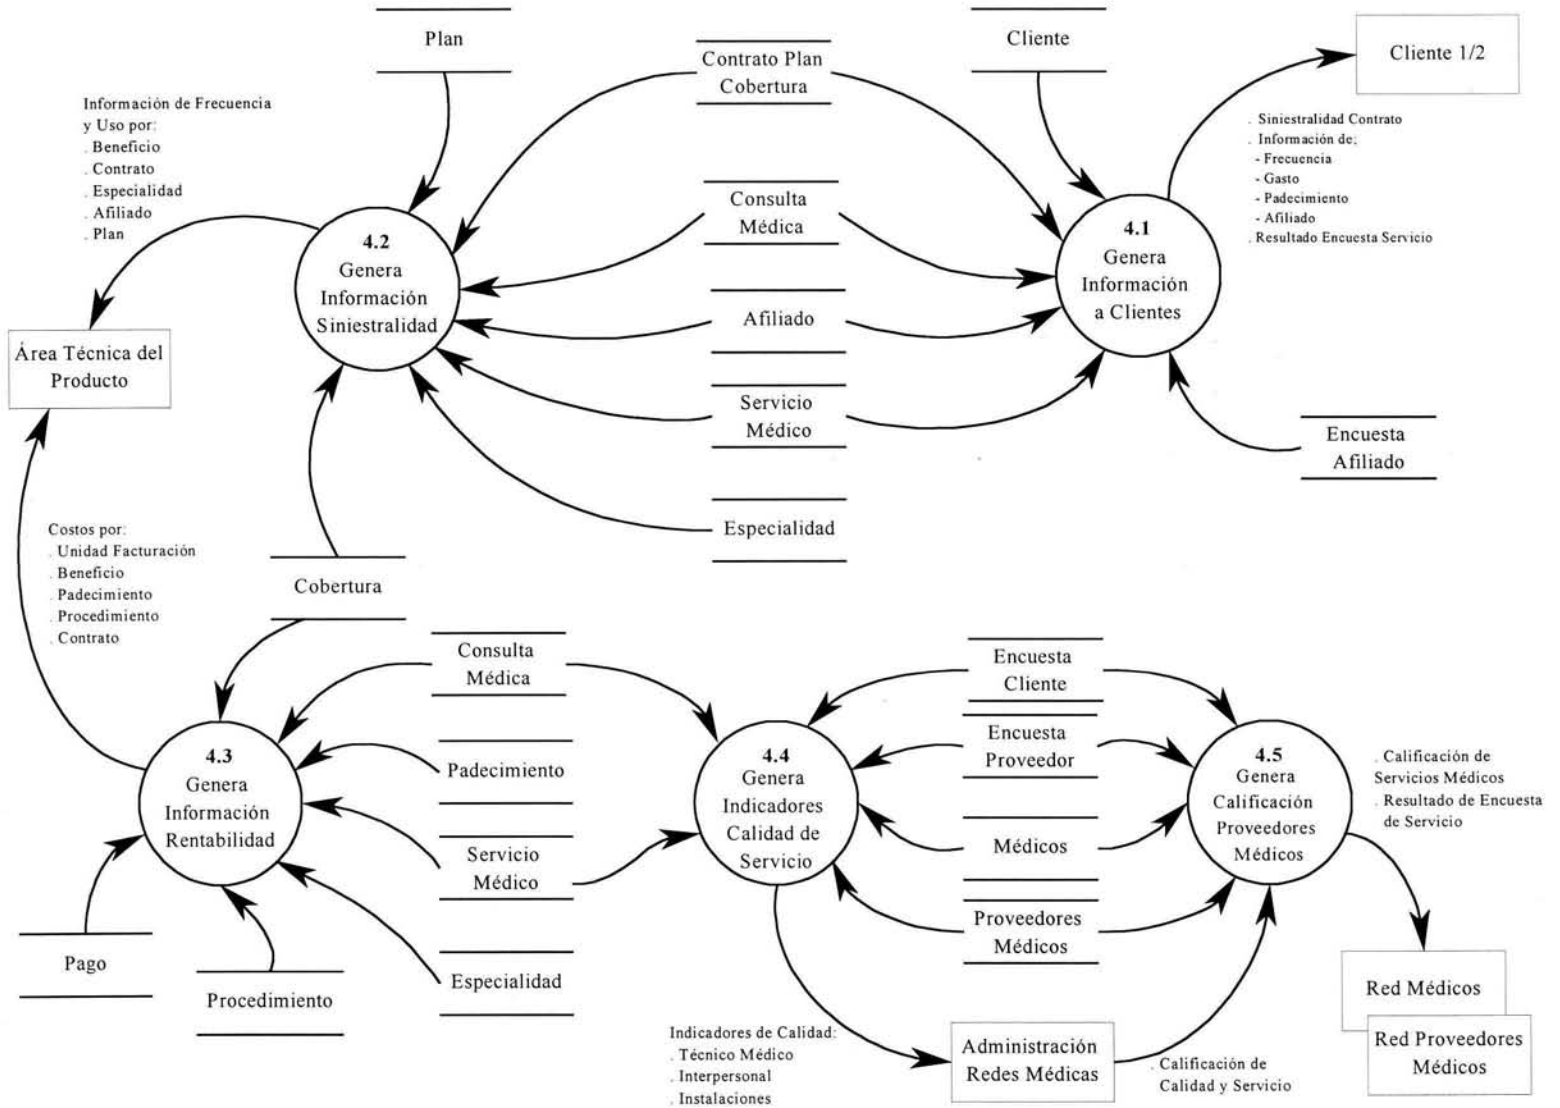 Plan
Contrato Plan
Cobertura
Cliente
Cliente 1/2
Información de Frecuencia
y Uso por:
. Beneficio
. Contrato
. Especialidad
. Afiliado
. Plan
. Siniestralidad Contrato
. Información de;
- Frecuencia
- Gasto
- Padecimiento
- Afiliado
. Resultado Encuesta Servicio
4.2
Genera
Información
Siniestralidad
Consulta
Médica
4.1
Genera
Información
a Clientes
Afiliado
Área Técnica del
Producto
Servicio
Médico
Encuesta
Afiliado
Especialidad
Costos por:
. Unidad Facturación
. Beneficio
. Padecimiento
. Procedimiento
. Contrato
Cobertura
Consulta
Médica
Encuesta
Cliente
4.3
Genera
Información
Rentabilidad
Padecimiento
4.4
Genera
Indicadores
Calidad de
Servicio
Encuesta
Proveedor
4.5
Genera
Calificación
Proveedores
Médicos
. Calificación de
Servicios Médicos
. Resultado de Encuesta
de Servicio
Servicio
Médico
Médicos
Proveedores
Médicos
Pago
Procedimiento
Especialidad
Red Médicos
Red Proveedores
Médicos
Indicadores de Calidad:
. Técnico Médico
. Interpersonal
. Instalaciones
Administración
Redes Médicas
. Calificación de
Calidad y Servicio